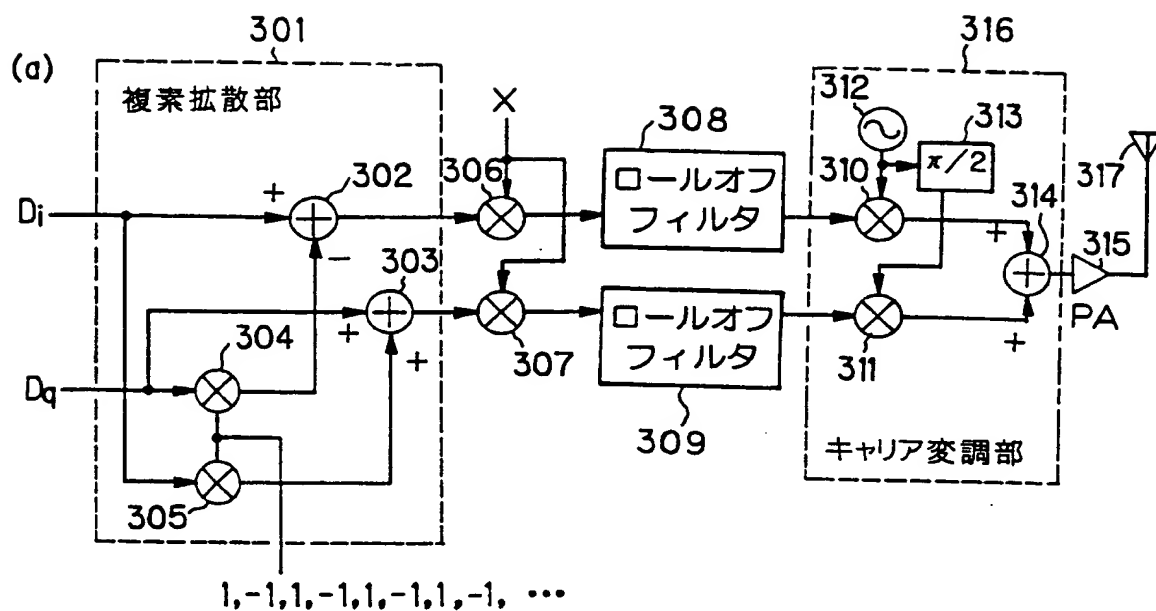 (a)
301
316
複素拡散部
X
312
313
308
π/2
317
302
306
ロールオフ
フィルタ
310
314
Di
+
−
+
315
303
304
+
+
307
ロールオフ
フィルタ
311
+
PA
Dq
309
305
キャリア変調部
1,-1,1,-1,1,-1,1,-1, ･･･